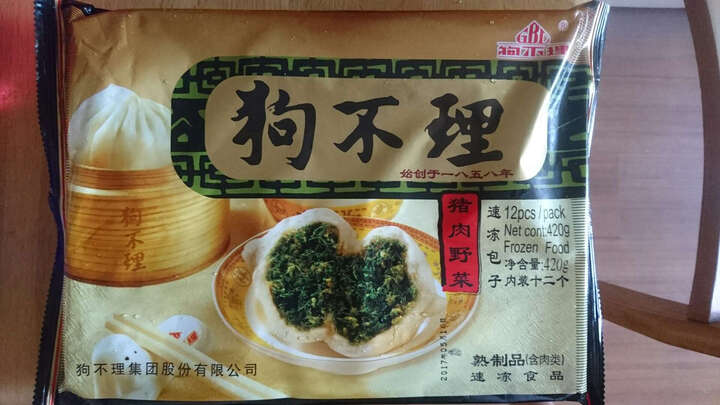 GBL
狗不理
狗不理
始创于一八五八年
狗不理
猪肉野菜
速冻包子
12pcs/pack
Net cont:420g
Frozen Food
净含量:420g
内装十二个
熟制品(含肉类)
速冻食品
狗不理集团股份有限公司